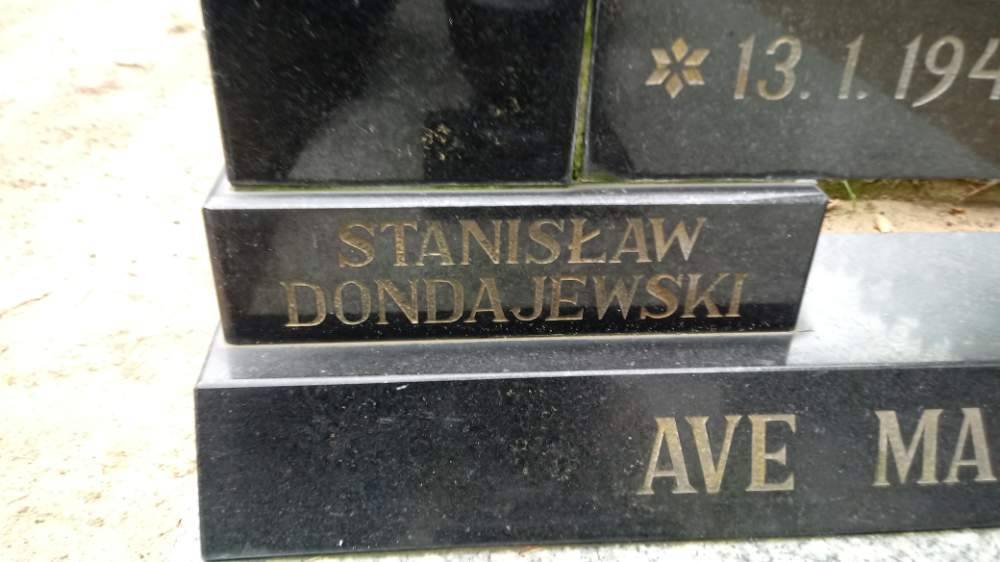 13. 1. 194
STANISŁAW
DONDAJEWSKI
AVE MA